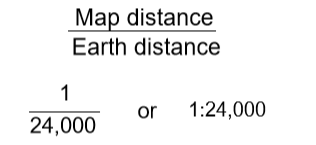 Map distance
Earth distance
1
24,000
or
1:24,000